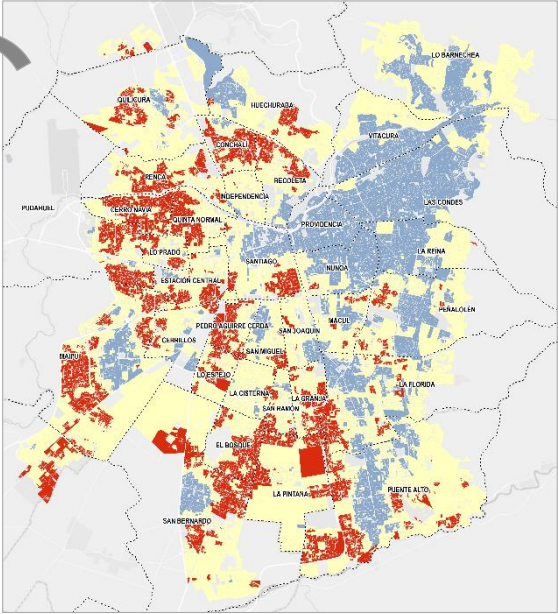 LO BARNECHEA
QUILICURA
HUECHURABA
VITACURA
CONCHALÍ
RENCA
RECOLETA
INDEPENDENCIA
LAS CONDES
PUDAHUEL
CERRO NAVIA
QUINTA NORMAL
PROVIDENCIA
LO PRADO
LA REINA
SANTIAGO
ÑUÑOA
ESTACIÓN CENTRAL
PEÑALOLÉN
MACUL
PEDRO AGUIRRE CERDA
SAN JOAQUÍN
CERRILLOS
SAN MIGUEL
MAIPÚ
LO ESPEJO
LA FLORIDA
LA CISTERNA
LA GRANJA
SAN RAMÓN
EL BOSQUE
PUENTE ALTO
LA PINTANA
SAN BERNARDO